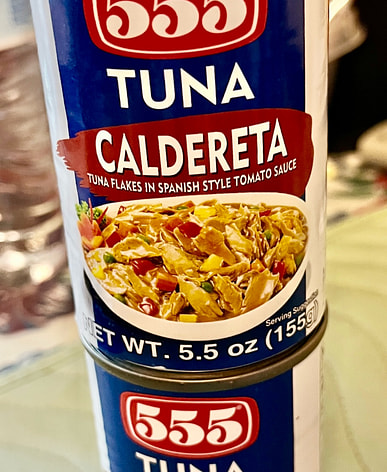 555
TUNA
CALDERETA
TUNA FLAKES IN SPANISH STYLE TOMATO SAUCE
Serving Suggestion
NET WT. 5.5 oz (155g)
555
TUNA